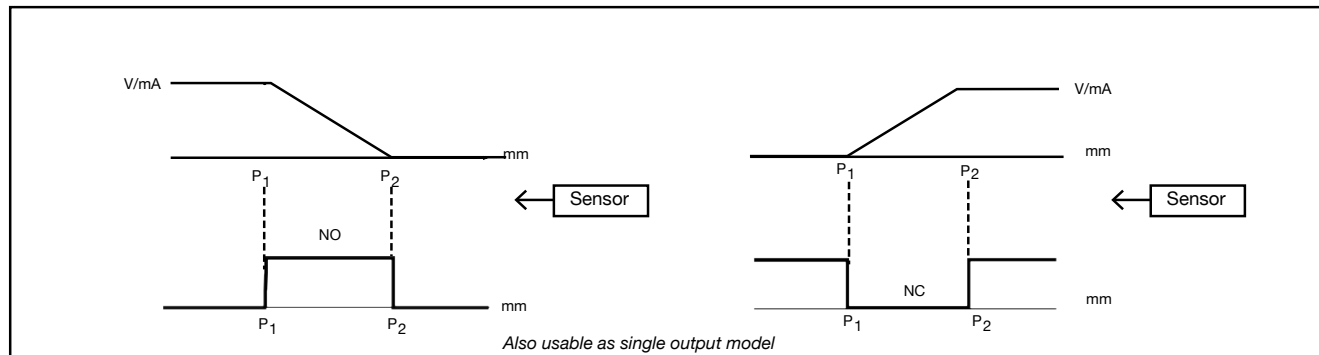 V/mA
mm
P1
P2
Sensor
NO
mm
P1
P2
V/mA
mm
P1
P2
Sensor
NC
mm
P1
P2
Also usable as single output model